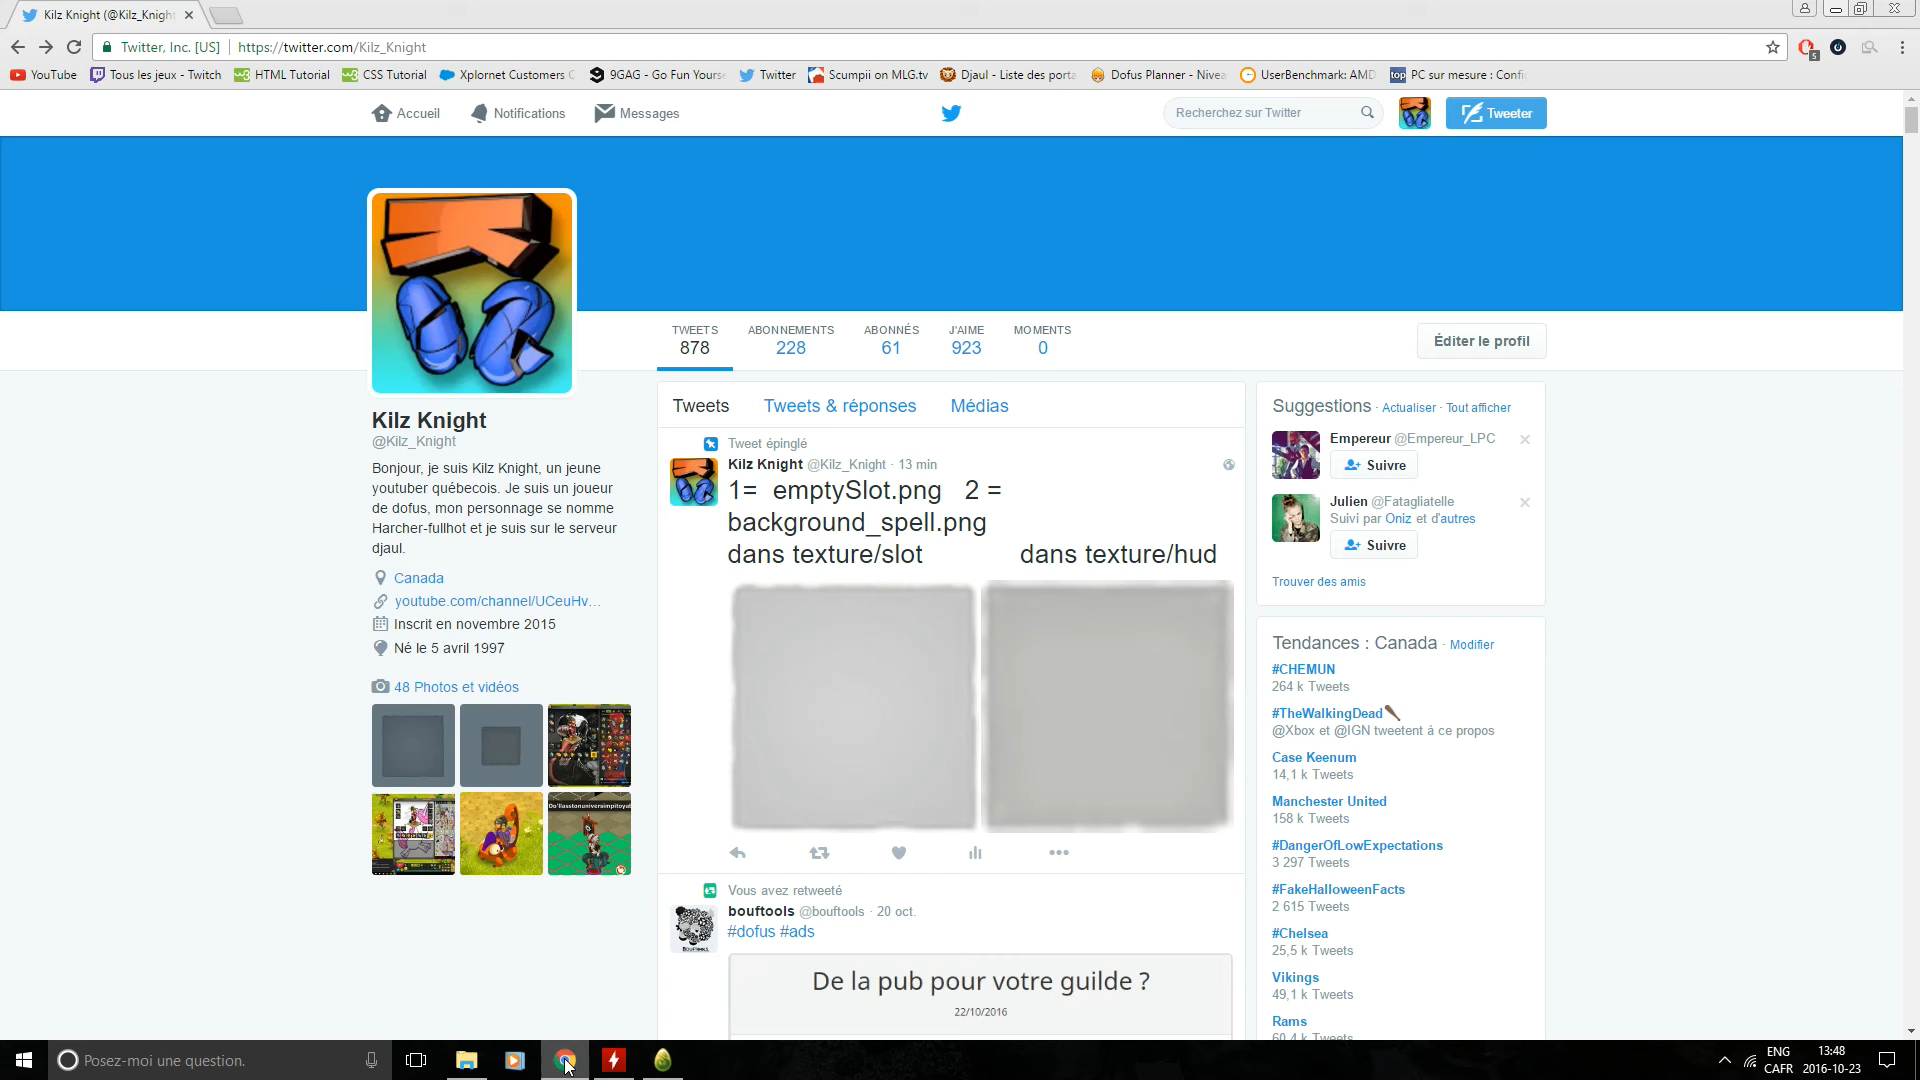 Kilz Knight (@Kilz_Knight
Twitter, Inc. [US] https://twitter.com/Kilz_Knight
5
YouTube Tous les jeux - Twitch HTML Tutorial CSS Tutorial Xplornet Customers C 9GAG - Go Fun Yourse Twitter Scumpii on MLG.tv Djaul - Liste des porta Dofus Planner - Nivea UserBenchmark: AMD top PC sur mesure : Confi
Accueil Notifications Messages Recherchez sur Twitter Tweeter
TWEETS ABONNEMENTS ABONNÉS J'AIME MOMENTS
878 228 61 923 0
Éditer le profil
Kilz Knight
@Kilz_Knight
Bonjour, je suis Kilz Knight, un jeune
youtuber québecois. Je suis un joueur
de dofus, mon personnage se nomme
Harcher-fullhot et je suis sur le serveur
djaul.
Canada
youtube.com/channel/UCeuHv…
Inscrit en novembre 2015
Né le 5 avril 1997
48 Photos et vidéos
Tweets Tweets & réponses Médias
Tweet épinglé
Kilz Knight @Kilz_Knight · 13 min
1= emptySlot.png 2 =
background_spell.png
dans texture/slot dans texture/hud
Vous avez retweeté
bouftools @bouftools · 20 oct.
#dofus #ads
De la pub pour votre guilde ?
22/10/2016
Suggestions · Actualiser · Tout afficher
Empereur @Empereur_LPC
Suivre
Julien @Fatagliatelle
Suivi par Oniz et d'autres
Suivre
Trouver des amis
Tendances : Canada · Modifier
#CHEMUN
264 k Tweets
#TheWalkingDead
@Xbox et @IGN tweetent à ce propos
Case Keenum
14,1 k Tweets
Manchester United
158 k Tweets
#DangerOfLowExpectations
3 297 Tweets
#FakeHalloweenFacts
2 615 Tweets
#Chelsea
25,5 k Tweets
Vikings
49,1 k Tweets
Rams
60,4 k Tweets
Posez-moi une question.
ENG 13:48
CAFR 2016-10-23